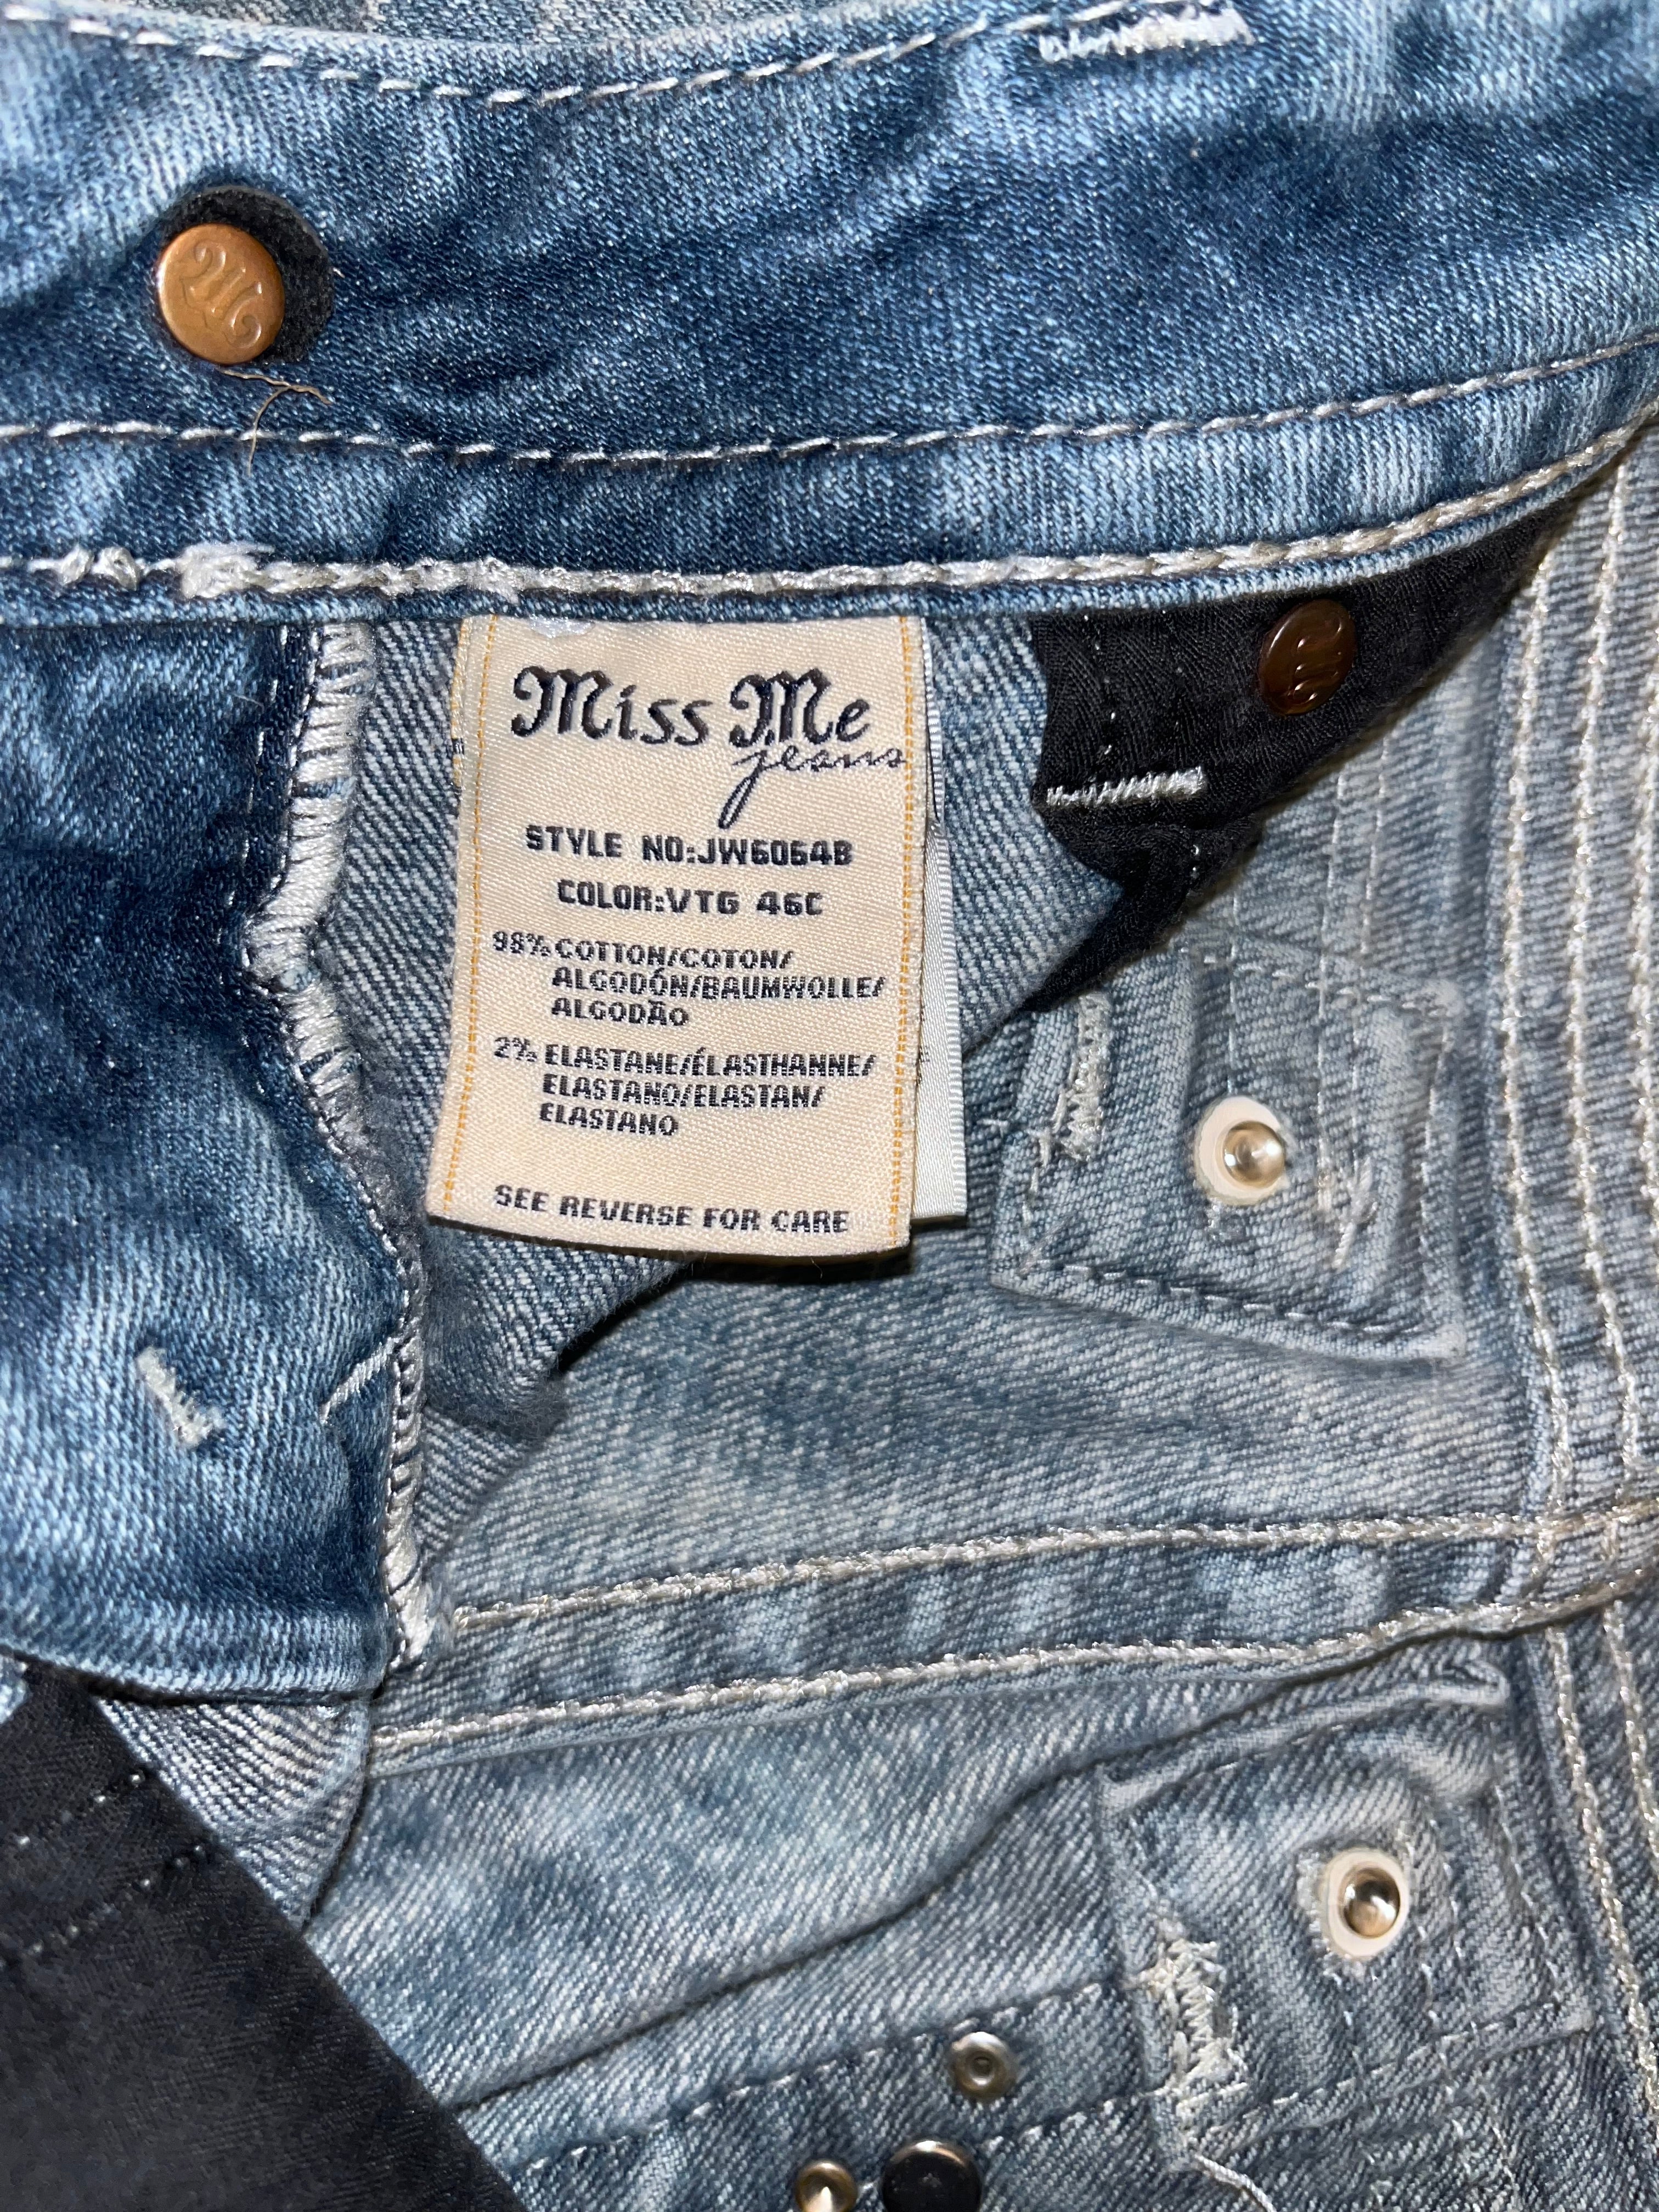 Miss Me
jeans
STYLE NO:JW6064B
COLOR:VTG 46C
98% COTTON/COTON/
ALGODÓN/BAUMWOLLE/
ALGODÃO
2% ELASTANE/ÉLASTHANNE/
ELASTANO/ELASTAN/
ELASTANO
SEE REVERSE FOR CARE